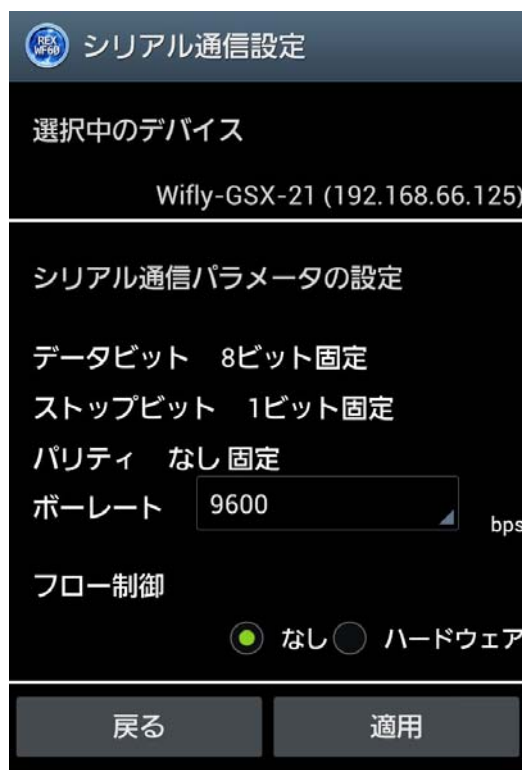 REX
WF60
シリアル通信設定
選択中のデバイス
Wifly-GSX-21 (192.168.66.125)
シリアル通信パラメータの設定
データビット 8ビット固定
ストップビット 1ビット固定
パリティ なし 固定
ボーレート 9600 bps
フロー制御
なし ハードウェア
戻る 適用